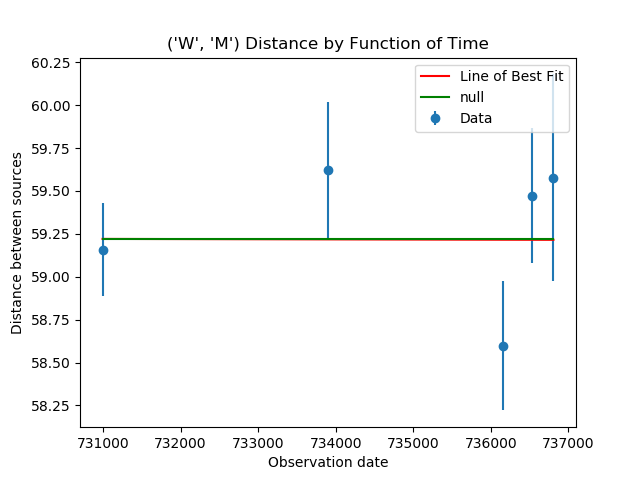 ('W', 'M') Distance by Function of Time
Distance between sources
60.25
60.00
59.75
59.50
59.25
59.00
58.75
58.50
58.25
Line of Best Fit
null
Data
731000 732000 733000 734000 735000 736000 737000
Observation date